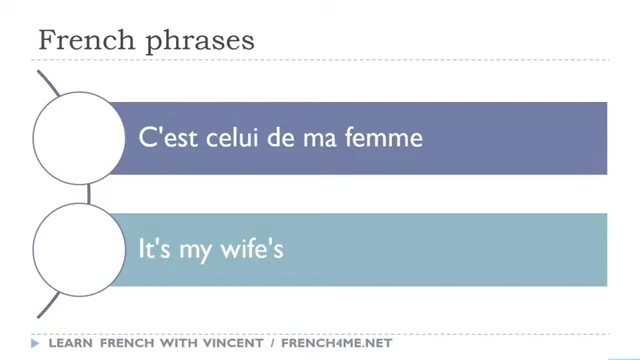 French phrases
C'est celui de ma femme
It's my wife's
LEARN FRENCH WITH VINCENT / FRENCH4ME.NET